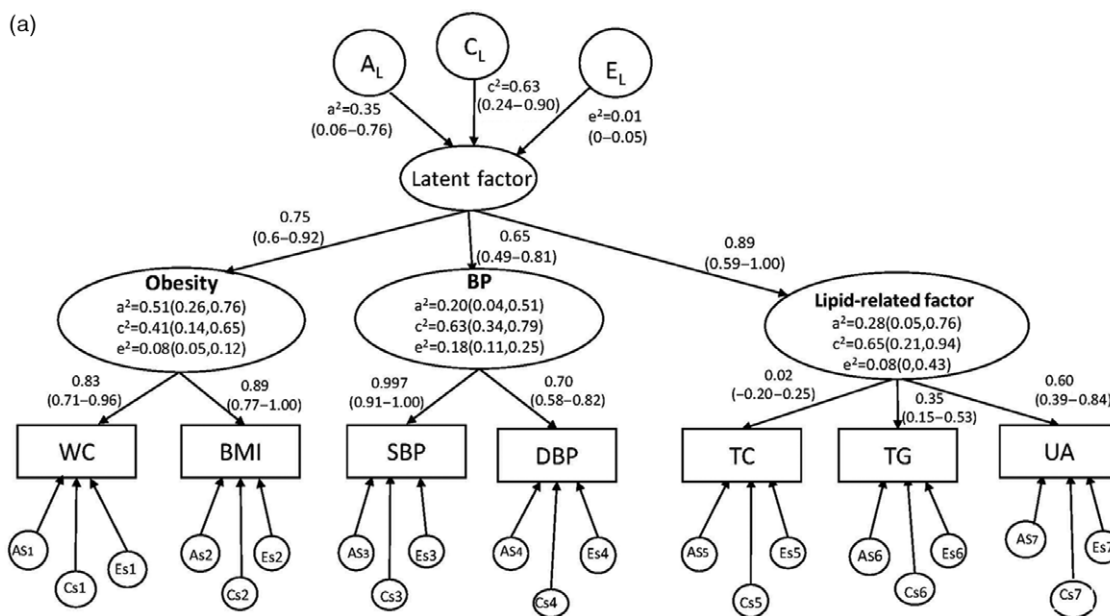 (a)
A_L
C_L
E_L
a²=0.35
(0.06–0.76)
c²=0.63
(0.24–0.90)
e²=0.01
(0–0.05)
Latent factor
0.75
(0.6–0.92)
0.65
(0.49–0.81)
0.89
(0.59–1.00)
Obesity
a²=0.51(0.26,0.76)
c²=0.41(0.14,0.65)
e²=0.08(0.05,0.12)
BP
a²=0.20(0.04,0.51)
c²=0.63(0.34,0.79)
e²=0.18(0.11,0.25)
Lipid-related factor
a²=0.28(0.05,0.76)
c²=0.65(0.21,0.94)
e²=0.08(0,0.43)
0.83
(0.71–0.96)
0.89
(0.77–1.00)
0.997
(0.91–1.00)
0.70
(0.58–0.82)
0.02
(−0.20–0.25)
0.35
(0.15–0.53)
0.60
(0.39–0.84)
WC
BMI
SBP
DBP
TC
TG
UA
AS1
Cs1
Es1
As2
Cs2
Es2
AS3
Cs3
Es3
AS4
Cs4
Es4
AS5
Cs5
Es5
AS6
Cs6
Es6
AS7
Cs7
Es7